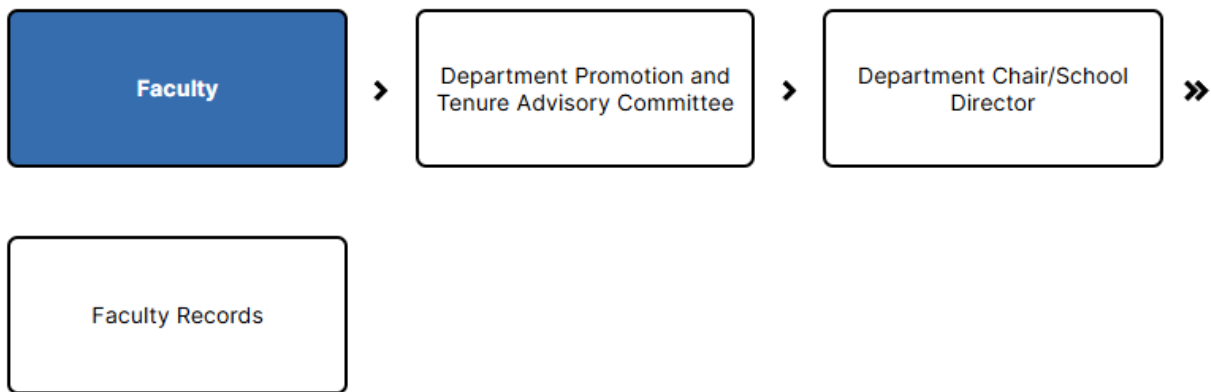 Faculty
Department Promotion and
Tenure Advisory Committee
Department Chair/School
Director
Faculty Records